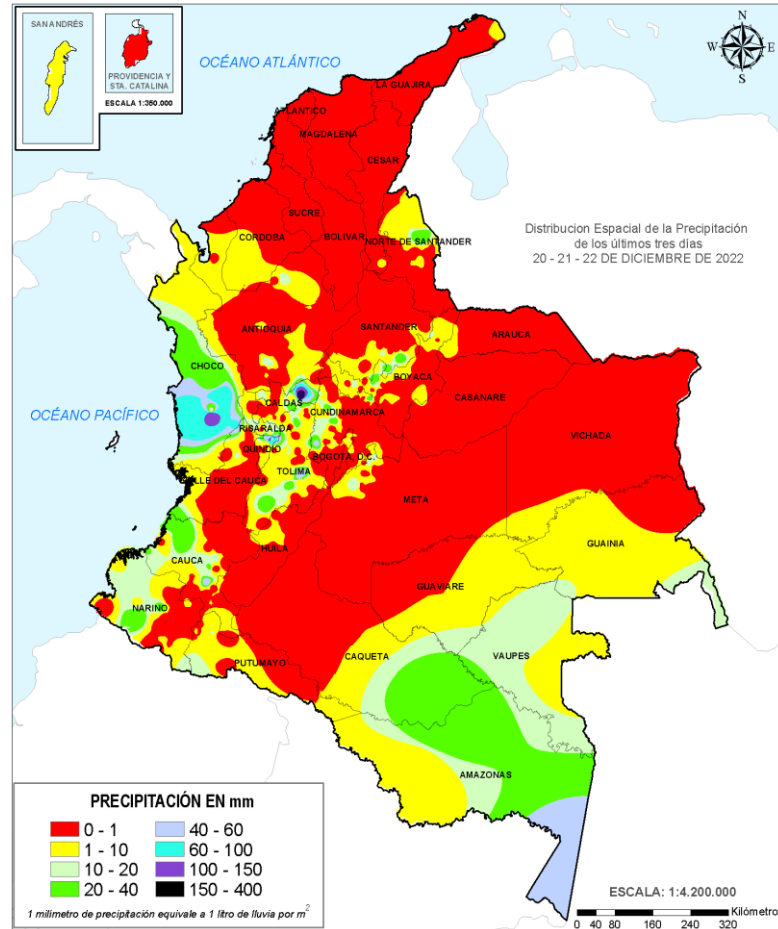 SAN ANDRÉS
PROVIDENCIA Y
STA. CATALINA
ESCALA 1:350.000
OCÉANO ATLÁNTICO
N
W
E
S
LA GUAJIRA
ATLANTICO
MAGDALENA
CESAR
SUCRE
CORDOBA
BOLIVAR
NORTE DE SANTANDER
Distribucion Espacial de la Precipitación
de los últimos tres días
20 - 21 - 22 DE DICIEMBRE DE 2022
ANTIOQUIA
SANTANDER
ARAUCA
CHOCO
BOYACA
CASANARE
CALDAS
CUNDINAMARCA
OCÉANO PACÍFICO
RISARALDA
VICHADA
QUINDIO
BOGOTA, D.C.
TOLIMA
VALLE DEL CAUCA
META
GUAINIA
HUILA
CAUCA
GUAVIARE
NARIÑO
CAQUETA
VAUPES
PUTUMAYO
AMAZONAS
PRECIPITACIÓN EN mm
0 - 1
40 - 60
1 - 10
60 - 100
10 - 20
100 - 150
20 - 40
150 - 400
1 milimetro de precipitación equivale a 1 litro de lluvia por m²
ESCALA: 1:4.200.000
Kilómetro
0 40 80 160 240 320